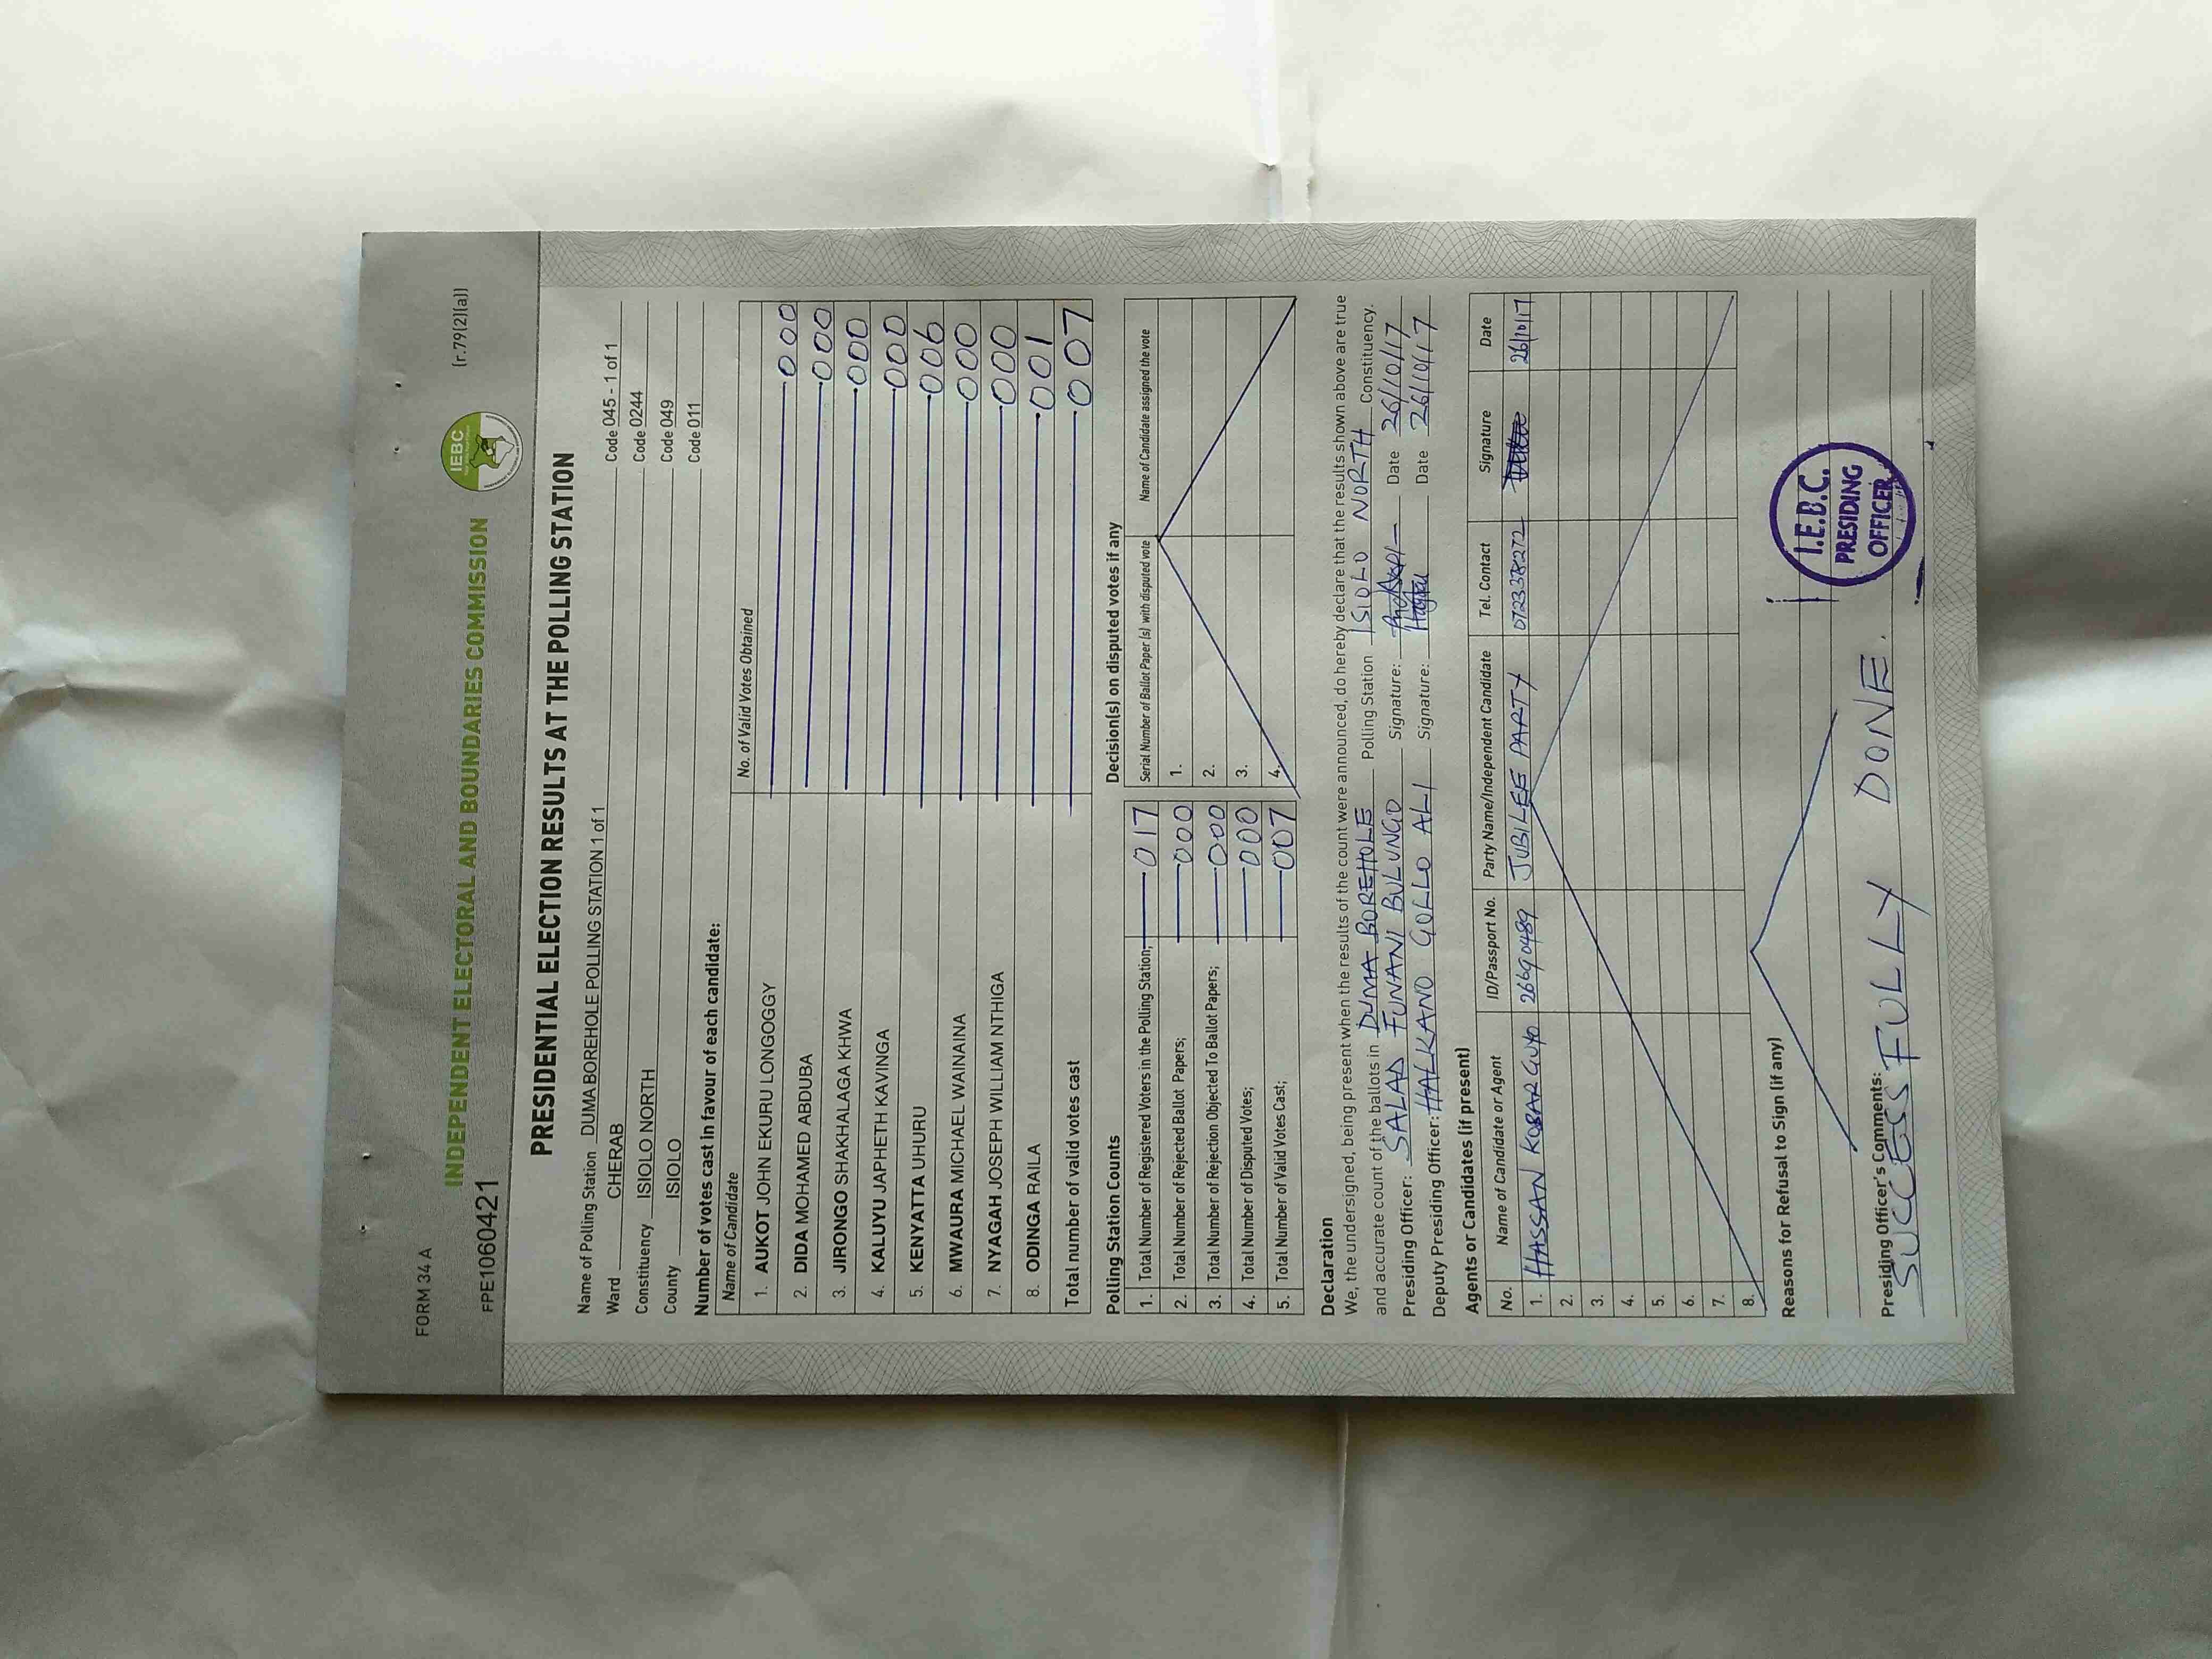 FORM 34 A
(r.79(2)(a))
IEBC
INDEPENDENT ELECTORAL AND BOUNDARIES COMMISSION
FPE1060421
PRESIDENTIAL ELECTION RESULTS AT THE POLLING STATION
Name of Polling Station DUMA BOREHOLE POLLING STATION 1 of 1 Code 045 - 1 of 1
Ward CHERAB Code 0244
Constituency ISIOLO NORTH Code 049
County ISIOLO Code 011
Number of votes cast in favour of each candidate:
Name of Candidate No. of Valid Votes Obtained
1. AUKOT JOHN EKURU LONGOGGY 000
2. DIDA MOHAMED ABDUBA 000
3. JIRONGO SHAKHALAGA KHWA 000
4. KALUYU JAPHETH KAVINGA 000
5. KENYATTA UHURU 006
6. MWAURA MICHAEL WAINAINA 000
7. NYAGAH JOSEPH WILLIAM NTHIGA 000
8. ODINGA RAILA 001
Total number of valid votes cast 007
Polling Station Counts
1. Total Number of Registered Voters in the Polling Station; 017
2. Total Number of Rejected Ballot Papers; 000
3. Total Number of Rejection Objected To Ballot Papers; 000
4. Total Number of Disputed Votes; 000
5. Total Number of Valid Votes Cast; 007
Decision(s) on disputed votes if any
Serial Number of Ballot Paper (s) with disputed vote Name of Candidate assigned the vote
1.
2.
3.
4.
Declaration
We, the undersigned, being present when the results of the count were announced, do hereby declare that the results shown above are true
and accurate count of the ballots in DUMA BOREHOLE Polling Station ISIOLO NORTH Constituency.
Presiding Officer: SALAD FUNANI BULUNGO Signature: Date 26/10/17
Deputy Presiding Officer: HALKANO GOLLO ALI Signature: Date 26/10/17
Agents or Candidates (if present)
No. Name of Candidate or Agent ID/Passport No. Party Name/Independent Candidate Tel. Contact Signature Date
1. HASSAN KOBAR GUYO 26690489 JUBILEE PARTY 26/10/17
2.
3.
4.
5.
6.
7.
8.
Reasons for Refusal to Sign (if any)
Presiding Officer's Comments:
SUCCESSFULLY DONE.
I.E.B.C.
PRESIDING
OFFICER